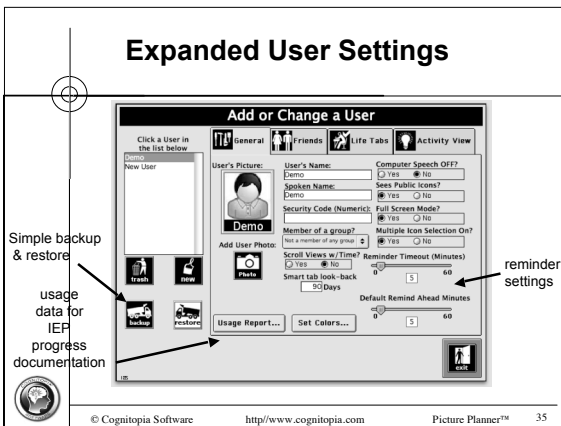 Expanded User Settings
Add or Change a User
Click a User in
the list below
Demo
New User
trash
new
backup
restore
General
Friends
Life Tabs
Activity View
User's Picture:
Demo
Add User Photo:
Photo
User's Name:
Demo
Spoken Name:
Demo
Security Code (Numeric):
Member of a group?
Not a member of any group
Scroll Views w/Time?
Yes No
Smart tab look-back
90 Days
Computer Speech OFF?
Yes No
Sees Public Icons?
Yes No
Full Screen Mode?
Yes No
Multiple Icon Selection On?
Yes No
Reminder Timeout (Minutes)
0 60
5
Default Remind Ahead Minutes
0 60
5
Usage Report...
Set Colors...
exit
Simple backup
& restore
usage
data for
IEP
progress
documentation
reminder
settings
© Cognitopia Software http//www.cognitopia.com Picture Planner™ 35